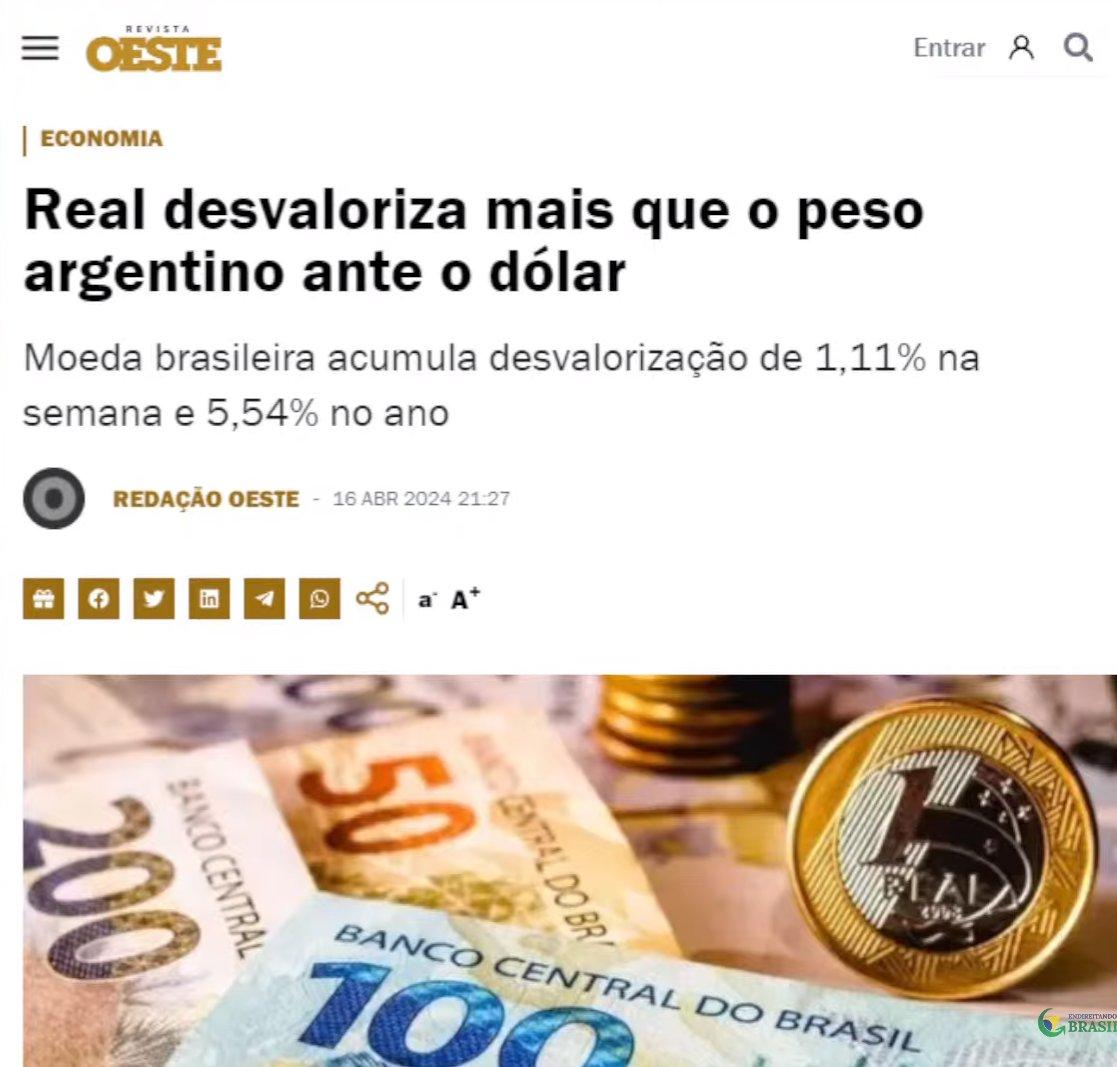 REVISTA
OESTE
Entrar
ECONOMIA
Real desvaloriza mais que o peso
argentino ante o dólar
Moeda brasileira acumula desvalorização de 1,11% na
semana e 5,54% no ano
REDAÇÃO OESTE - 16 ABR 2024 21:27
a- A+
200
BANCO CENTRAL
50
BANCO CENTRAL DO BR
100
BANCO CENTRAL DO BRASIL
1
REAL
1998
ENDIREITANDO
BRASIL